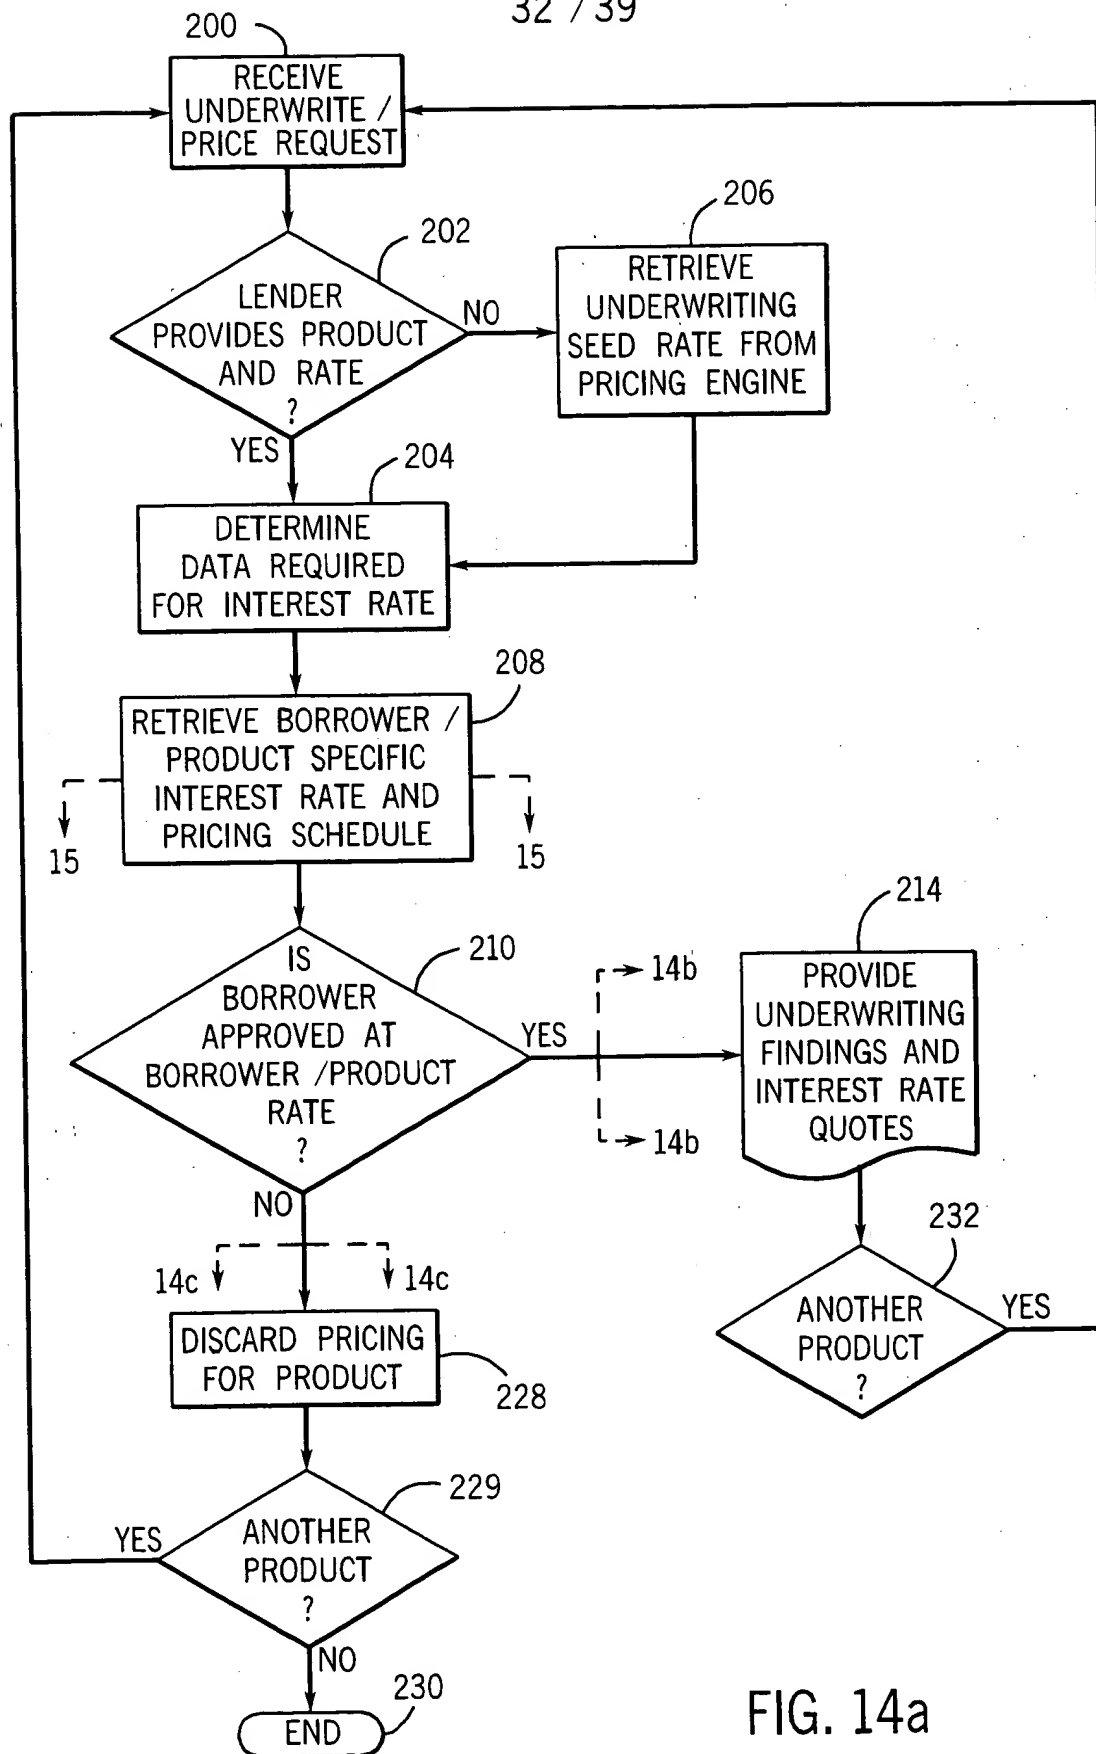 32 / 39
200
RECEIVE
UNDERWRITE /
PRICE REQUEST
202
LENDER
PROVIDES PRODUCT
AND RATE
?
NO
YES
206
RETRIEVE
UNDERWRITING
SEED RATE FROM
PRICING ENGINE
204
DETERMINE
DATA REQUIRED
FOR INTEREST RATE
208
RETRIEVE BORROWER /
PRODUCT SPECIFIC
INTEREST RATE AND
PRICING SCHEDULE
15
15
210
IS
BORROWER
APPROVED AT
BORROWER /PRODUCT
RATE
?
YES
NO
14b
14b
214
PROVIDE
UNDERWRITING
FINDINGS AND
INTEREST RATE
QUOTES
232
ANOTHER
PRODUCT
?
YES
14c
14c
DISCARD PRICING
FOR PRODUCT
228
229
ANOTHER
PRODUCT
?
YES
NO
230
END
FIG. 14a